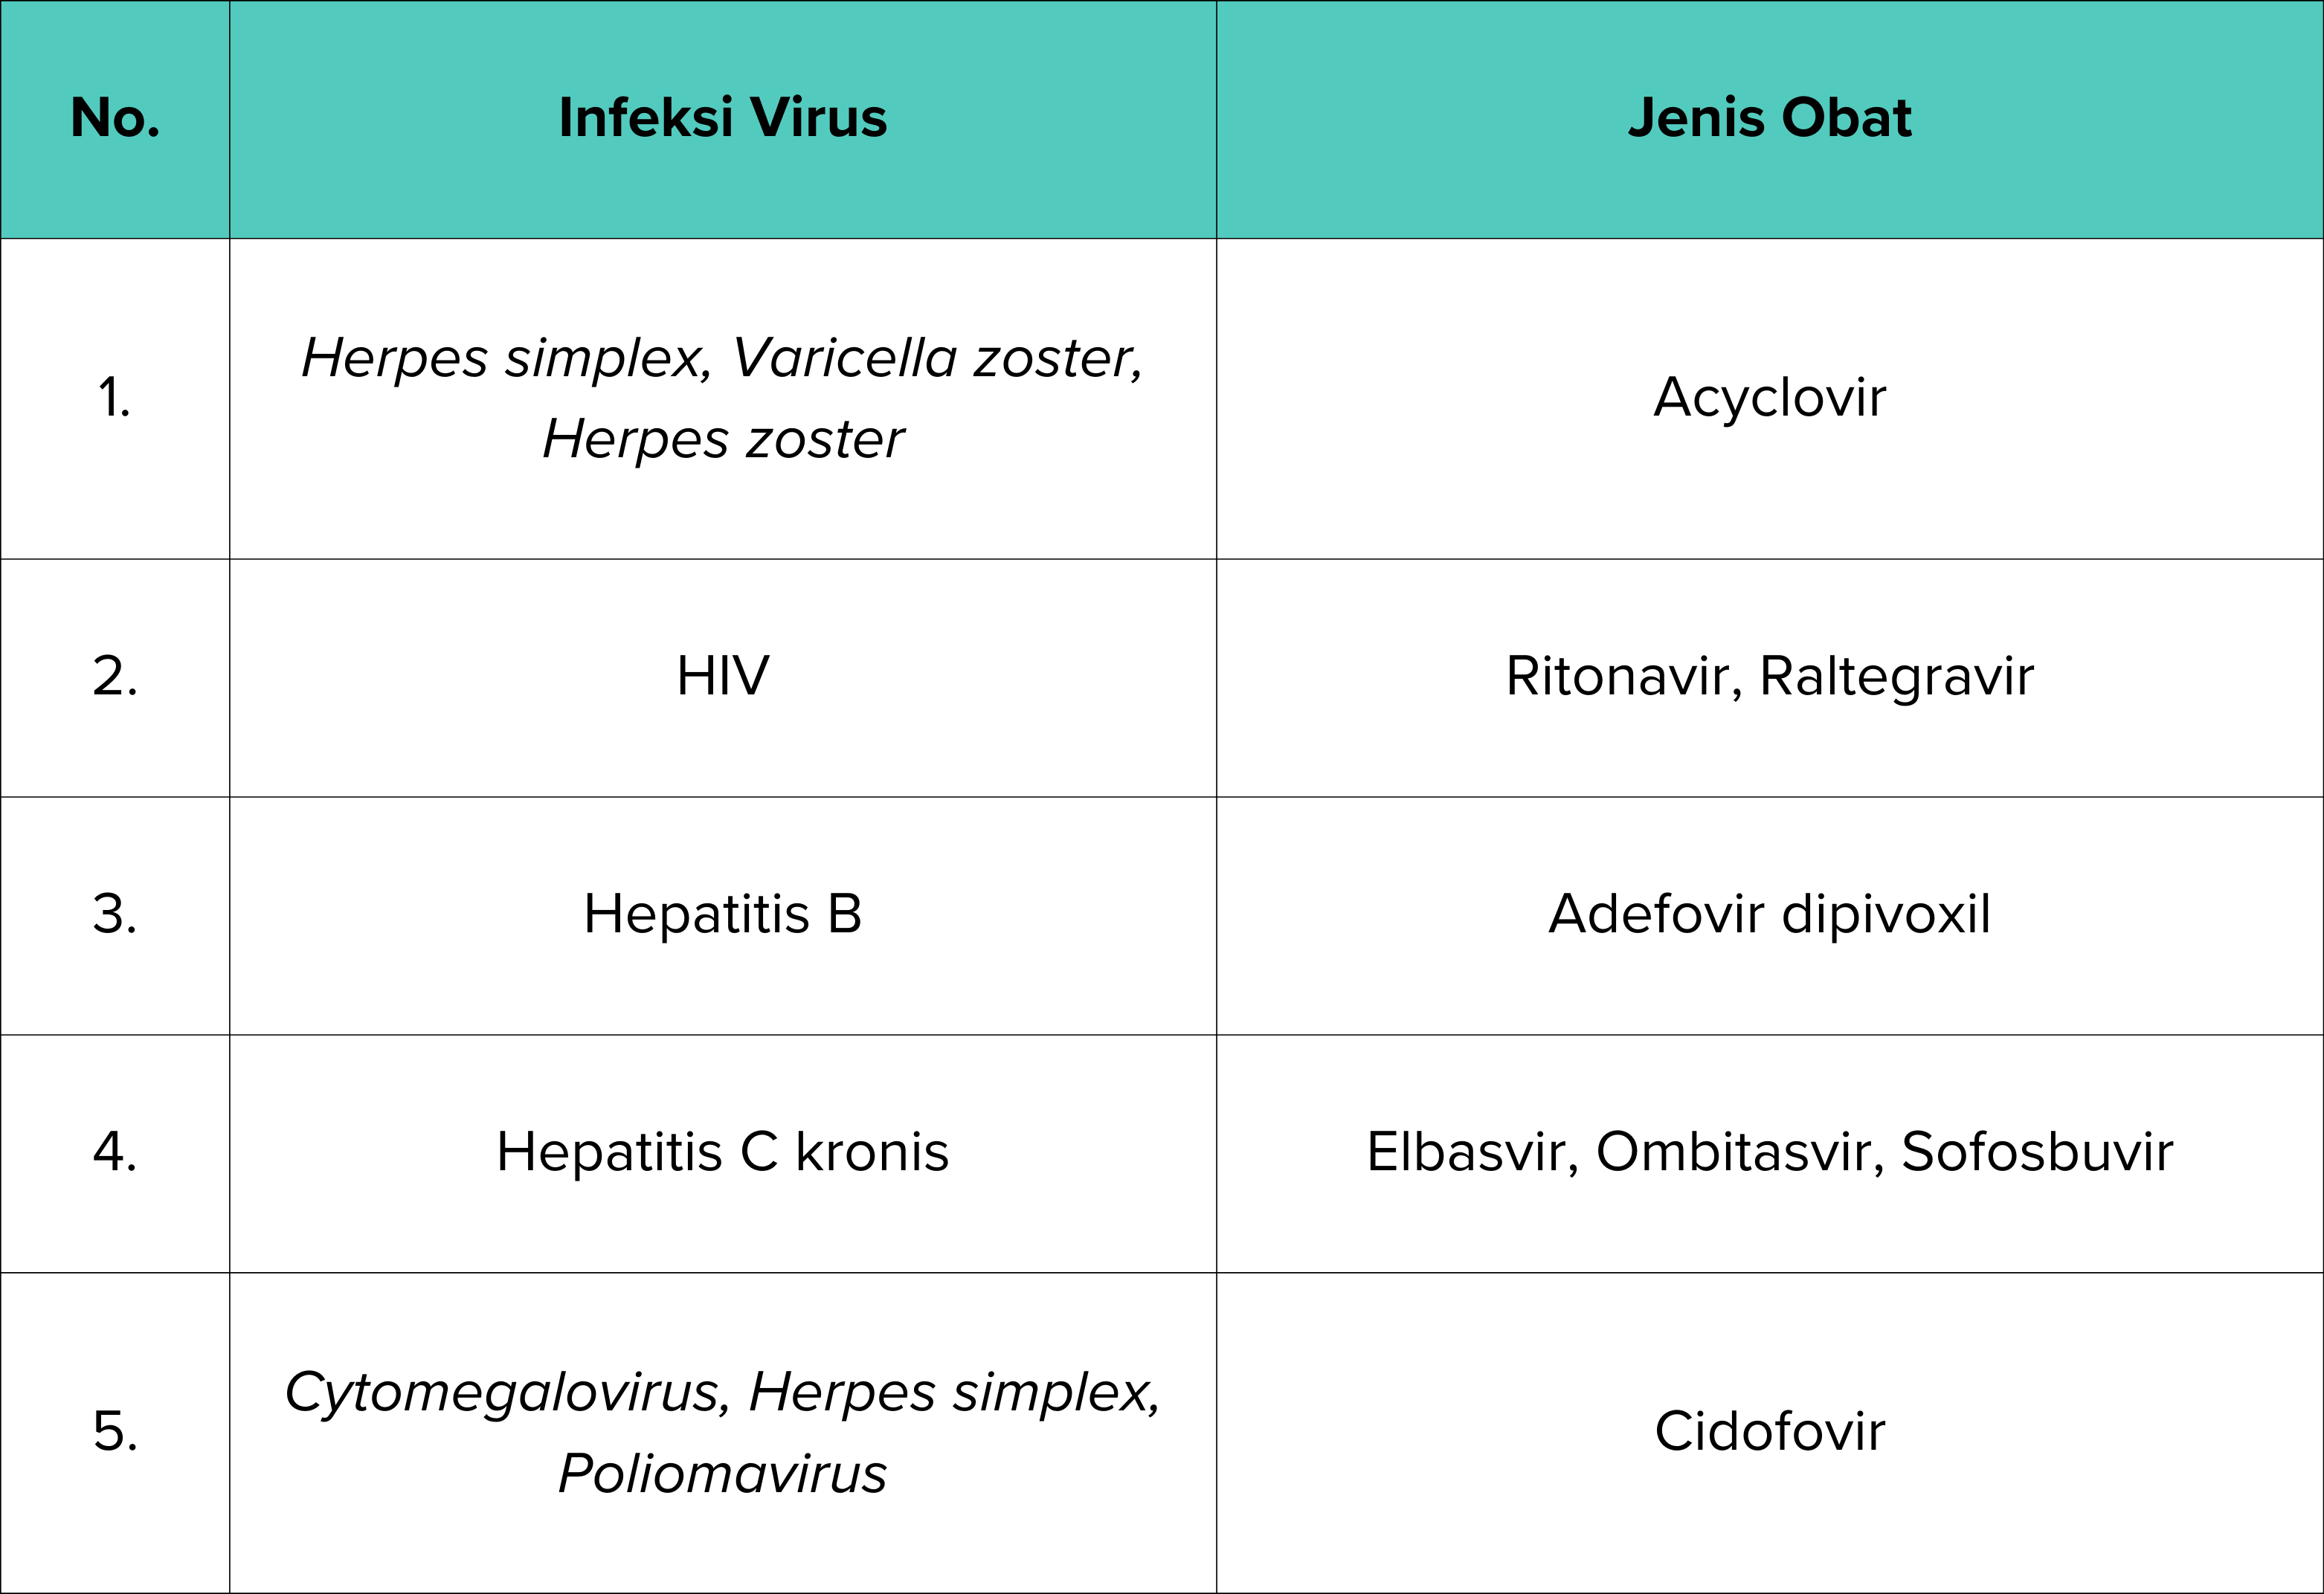 No.
Infeksi Virus
Jenis Obat
1.
Herpes simplex, Varicella zoster,
Herpes zoster
Acyclovir
2.
HIV
Ritonavir, Raltegravir
3.
Hepatitis B
Adefovir dipivoxil
4.
Hepatitis C kronis
Elbasvir, Ombitasvir, Sofosbuvir
5.
Cytomegalovirus, Herpes simplex,
Poliomavirus
Cidofovir